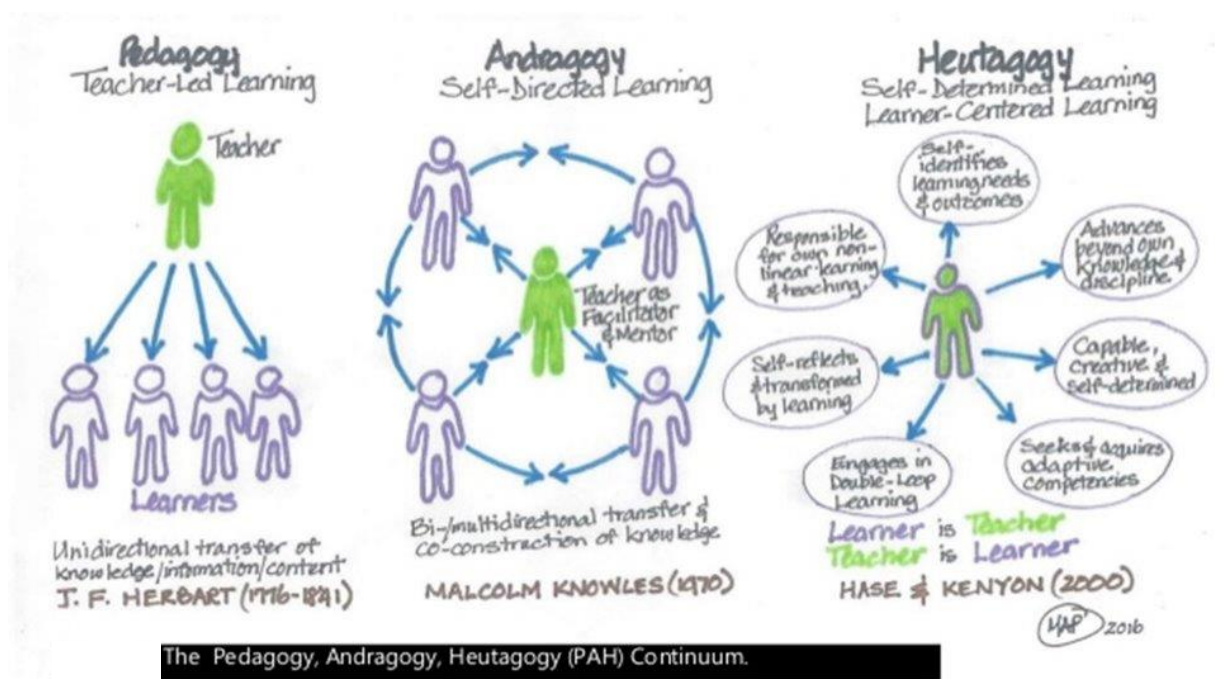 Pedagogy
Teacher-Led Learning
Teacher
Learners
Unidirectional transfer of
knowledge/information/content
J. F. HERBART (1776-1841)
Andragogy
Self-Directed Learning
Teacher as
Facilitator
& Mentor
Bi-/multidirectional transfer &
co-construction of knowledge
MALCOLM KNOWLES (1970)
Heutagogy
Self-Determined Learning
Learner-Centered Learning
Self-
identifies
learning needs
& outcomes
Responsible
for own non-
linear learning
& teaching.
Advances
beyond own
knowledge &
discipline
Self-reflects
& transformed
by learning
Capable,
creative &
self-determined
Engages in
Double-Loop
Learning
Seeks & acquires
adaptive
competencies
Learner is Teacher
Teacher is Learner
HASE & KENYON (2000)
2016
The Pedagogy, Andragogy, Heutagogy (PAH) Continuum.